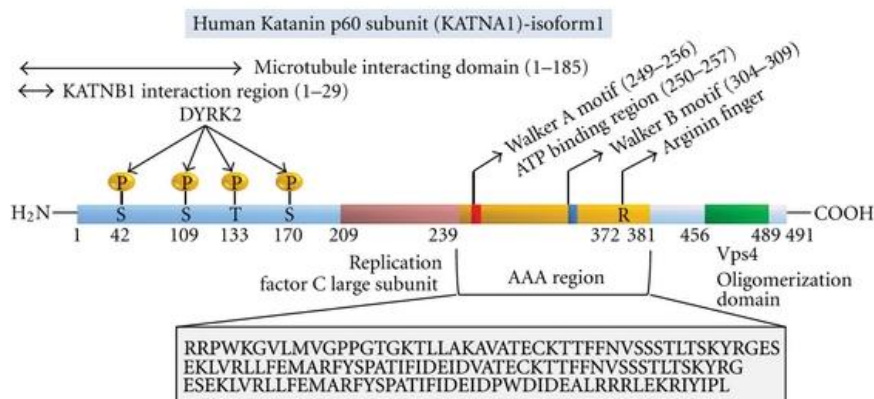 Human Katanin p60 subunit (KATNA1)-isoform1
Microtubule interacting domain (1–185)
KATNB1 interaction region (1–29)
DYRK2
Walker A motif (249–256)
ATP binding region (250–257)
Walker B motif (304–309)
Arginin finger
P P P P
H2N S S T S R COOH
1 42 109 133 170 209 239 372 381 456 489 491
Replication
factor C large subunit
AAA region
Vps4
Oligomerization
domain
RRPWKGVLMVGPPGTGKTLLAKAVATECKTTFFNVSSSTLTSKYRGES
EKLVRLLFEMARFYSPATIFIDEIDVATECKTTFFNVSSSTLTSKYRG
ESEKLVRLLFEMARFYSPATIFIDEIDPWDIDEALRRRLEKRIYIPL